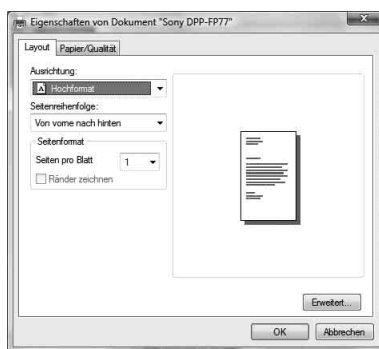 Eigenschaften von Dokument "Sony DPP-FP77"
Layout
Papier/Qualität
Ausrichtung:
A Hochformat
Seitenreihenfolge:
Von vorne nach hinten
Seitenformat
Seiten pro Blatt 1
Ränder zeichnen
Erweitert...
OK
Abbrechen